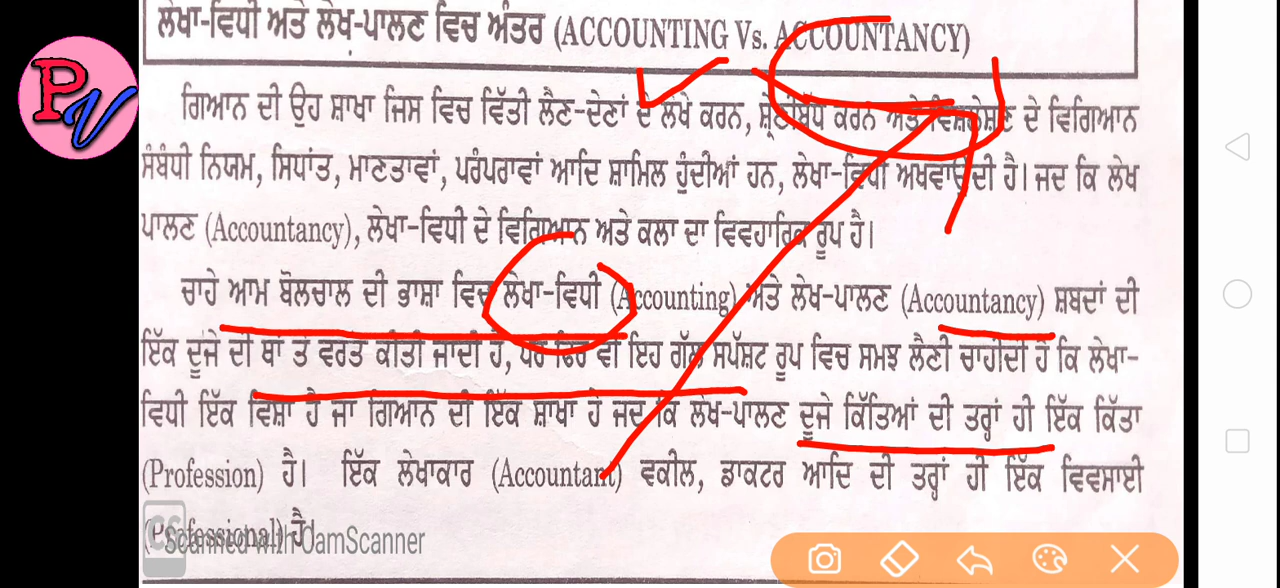 PV
ਲੇਖਾ-ਵਿਧੀ ਅਤੇ ਲੇਖ-ਪਾਲਣ ਵਿਚ ਅੰਤਰ (ACCOUNTING Vs. ACCOUNTANCY)
ਗਿਆਨ ਦੀ ਉਹ ਸ਼ਾਖਾ ਜਿਸ ਵਿਚ ਵਿੱਤੀ ਲੈਣ-ਦੇਣਾਂ ਦੇ ਲੇਖੇ ਕਰਨ, ਸ਼੍ਰੇਣੀਬੱਧ ਕਰਨ ਅਤੇ ਵਿਸ਼ਲੇਸ਼ਣ ਦੇ ਵਿਗਿਆਨ
ਸੰਬੰਧੀ ਨਿਯਮ, ਸਿਧਾਂਤ, ਮਾਣਤਾਵਾਂ, ਪਰੰਪਰਾਵਾਂ ਆਦਿ ਸ਼ਾਮਿਲ ਹੁੰਦੀਆਂ ਹਨ, ਲੇਖਾ-ਵਿਧੀ ਅਖਵਾਉਂਦੀ ਹੈ। ਜਦ ਕਿ ਲੇਖ
ਪਾਲਣ (Accountancy), ਲੇਖਾ-ਵਿਧੀ ਦੇ ਵਿਗਿਆਨ ਅਤੇ ਕਲਾ ਦਾ ਵਿਵਹਾਰਿਕ ਰੂਪ ਹੈ।
ਚਾਹੇ ਆਮ ਬੋਲਚਾਲ ਦੀ ਭਾਸ਼ਾ ਵਿਚ ਲੇਖਾ-ਵਿਧੀ (Accounting) ਅਤੇ ਲੇਖ-ਪਾਲਣ (Accountancy) ਸ਼ਬਦਾਂ ਦੀ
ਇੱਕ ਦੂਜੇ ਦੀ ਥਾਂ ਤੇ ਵਰਤੋਂ ਕੀਤੀ ਜਾਂਦੀ ਹੈ, ਪਰ ਫਿਰ ਵੀ ਇਹ ਗੱਲ ਸਪੱਸ਼ਟ ਰੂਪ ਵਿਚ ਸਮਝ ਲੈਣੀ ਚਾਹੀਦੀ ਹੈ ਕਿ ਲੇਖਾ-
ਵਿਧੀ ਇੱਕ ਵਿਸ਼ਾ ਹੈ ਜਾਂ ਗਿਆਨ ਦੀ ਇੱਕ ਸ਼ਾਖਾ ਹੈ ਜਦ ਕਿ ਲੇਖ-ਪਾਲਣ ਦੂਜੇ ਕਿੱਤਿਆਂ ਦੀ ਤਰ੍ਹਾਂ ਹੀ ਇੱਕ ਕਿੱਤਾ
(Profession) ਹੈ। ਇੱਕ ਲੇਖਾਕਾਰ (Accountant) ਵਕੀਲ, ਡਾਕਟਰ ਆਦਿ ਦੀ ਤਰ੍ਹਾਂ ਹੀ ਇੱਕ ਵਿਵਸਾਈ
(Professional) ਹੈ।
Scanned with CamScanner